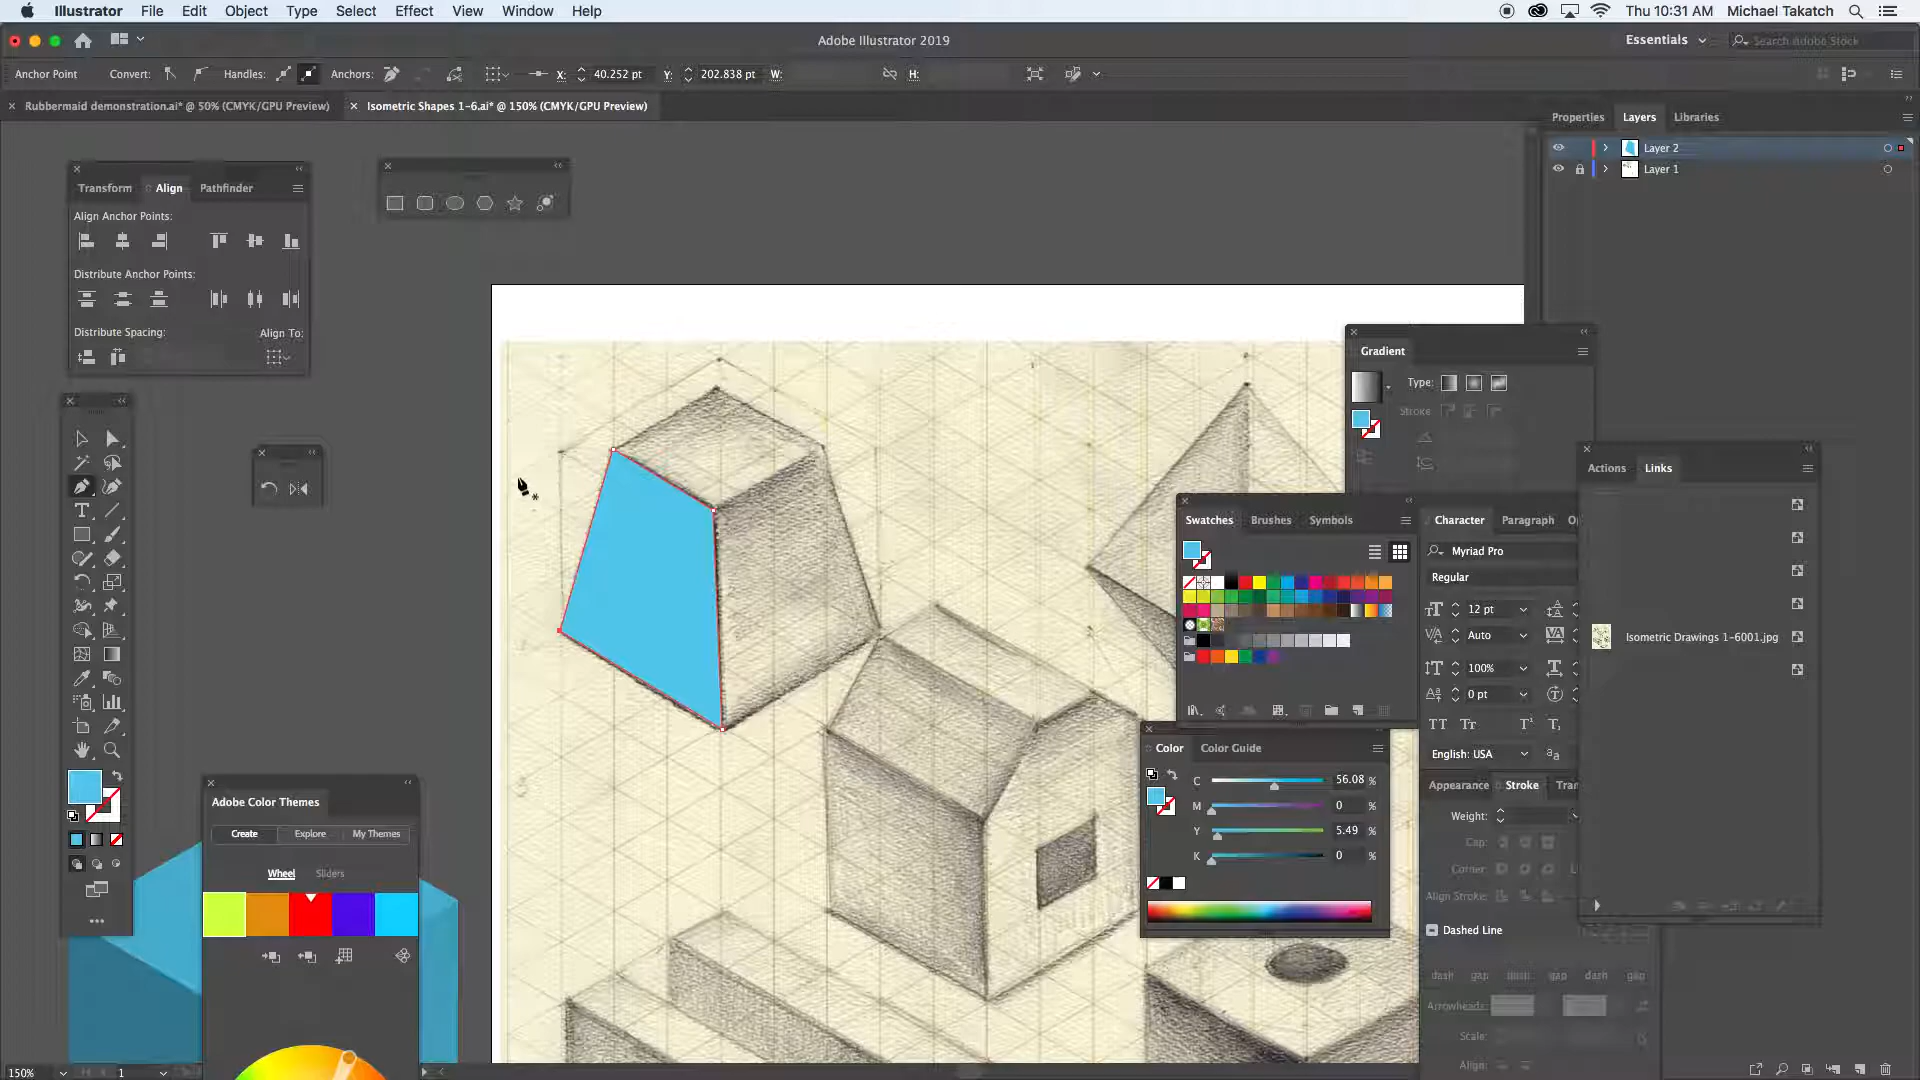 Illustrator File Edit Object Type Select Effect View Window Help
Thu 10:31 AM Michael Takatch
Adobe Illustrator 2019
Essentials
Search Adobe Stock
Anchor Point Convert: Handles: Anchors: X: 40.252 pt Y: 202.838 pt W: H:
Rubbermaid demonstration.ai* @ 50% (CMYK/GPU Preview)
Isometric Shapes 1-6.ai* @ 150% (CMYK/GPU Preview)
Properties Layers Libraries
Layer 2
Layer 1
Transform Align Pathfinder
Align Anchor Points:
Distribute Anchor Points:
Distribute Spacing: Align To:
Gradient
Type:
Stroke
Actions Links
Isometric Drawings 1-6001.jpg
Swatches Brushes Symbols
Character Paragraph
Myriad Pro
Regular
12 pt
Auto
100%
0 pt
English: USA
Color Color Guide
C 56.08 %
M 0 %
Y 5.49 %
K 0 %
Appearance Stroke
Weight:
Cap:
Corner:
Align Stroke:
Dashed Line
dash gap dash gap dash gap
Arrowheads:
Scale:
Align:
Adobe Color Themes
Create Explore My Themes
Wheel Sliders
150% 1